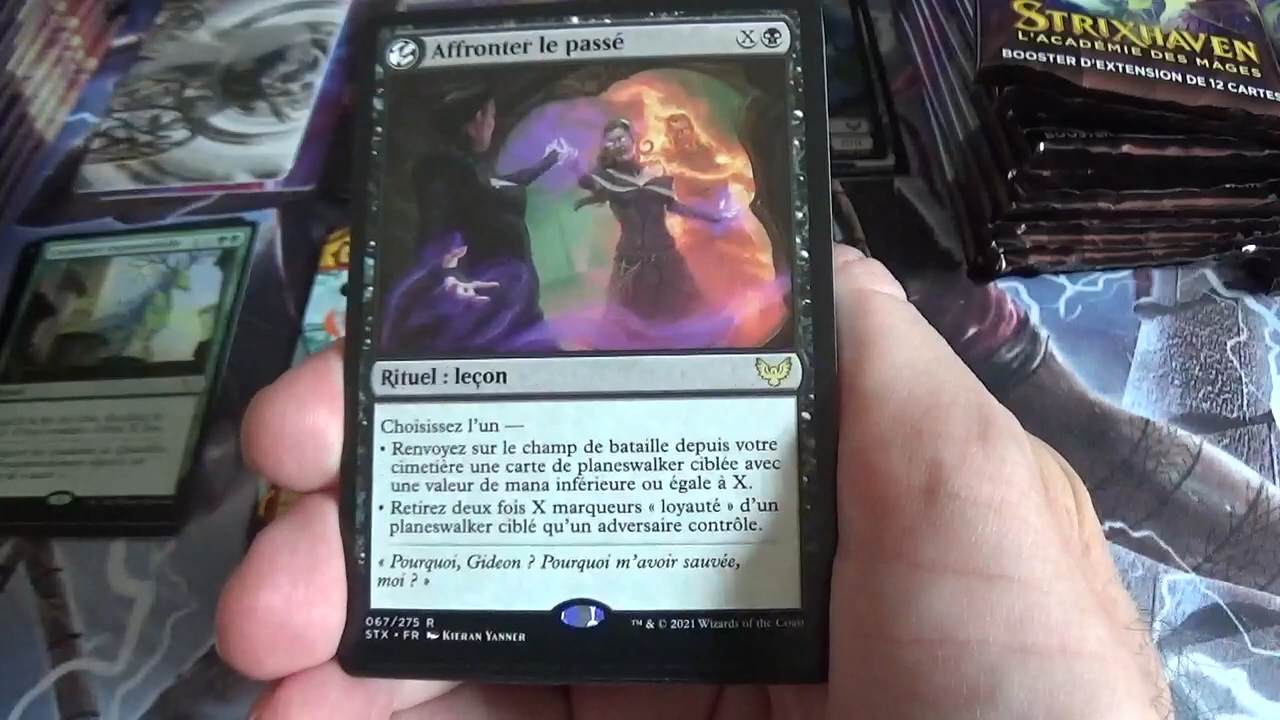 Affronter le passé X
Rituel : leçon
Choisissez l'un —
• Renvoyez sur le champ de bataille depuis votre
cimetière une carte de planeswalker ciblée avec
une valeur de mana inférieure ou égale à X.
• Retirez deux fois X marqueurs « loyauté » d'un
planeswalker ciblé qu'un adversaire contrôle.
« Pourquoi, Gideon ? Pourquoi m'avoir sauvée,
moi ? »
067/275 R
STX • FR Kieran Yanner
™ & © 2021 Wizards of the Coast
STRIXHAVEN
L'ACADÉMIE DES MAGES
BOOSTER D'EXTENSION DE 12 CARTES